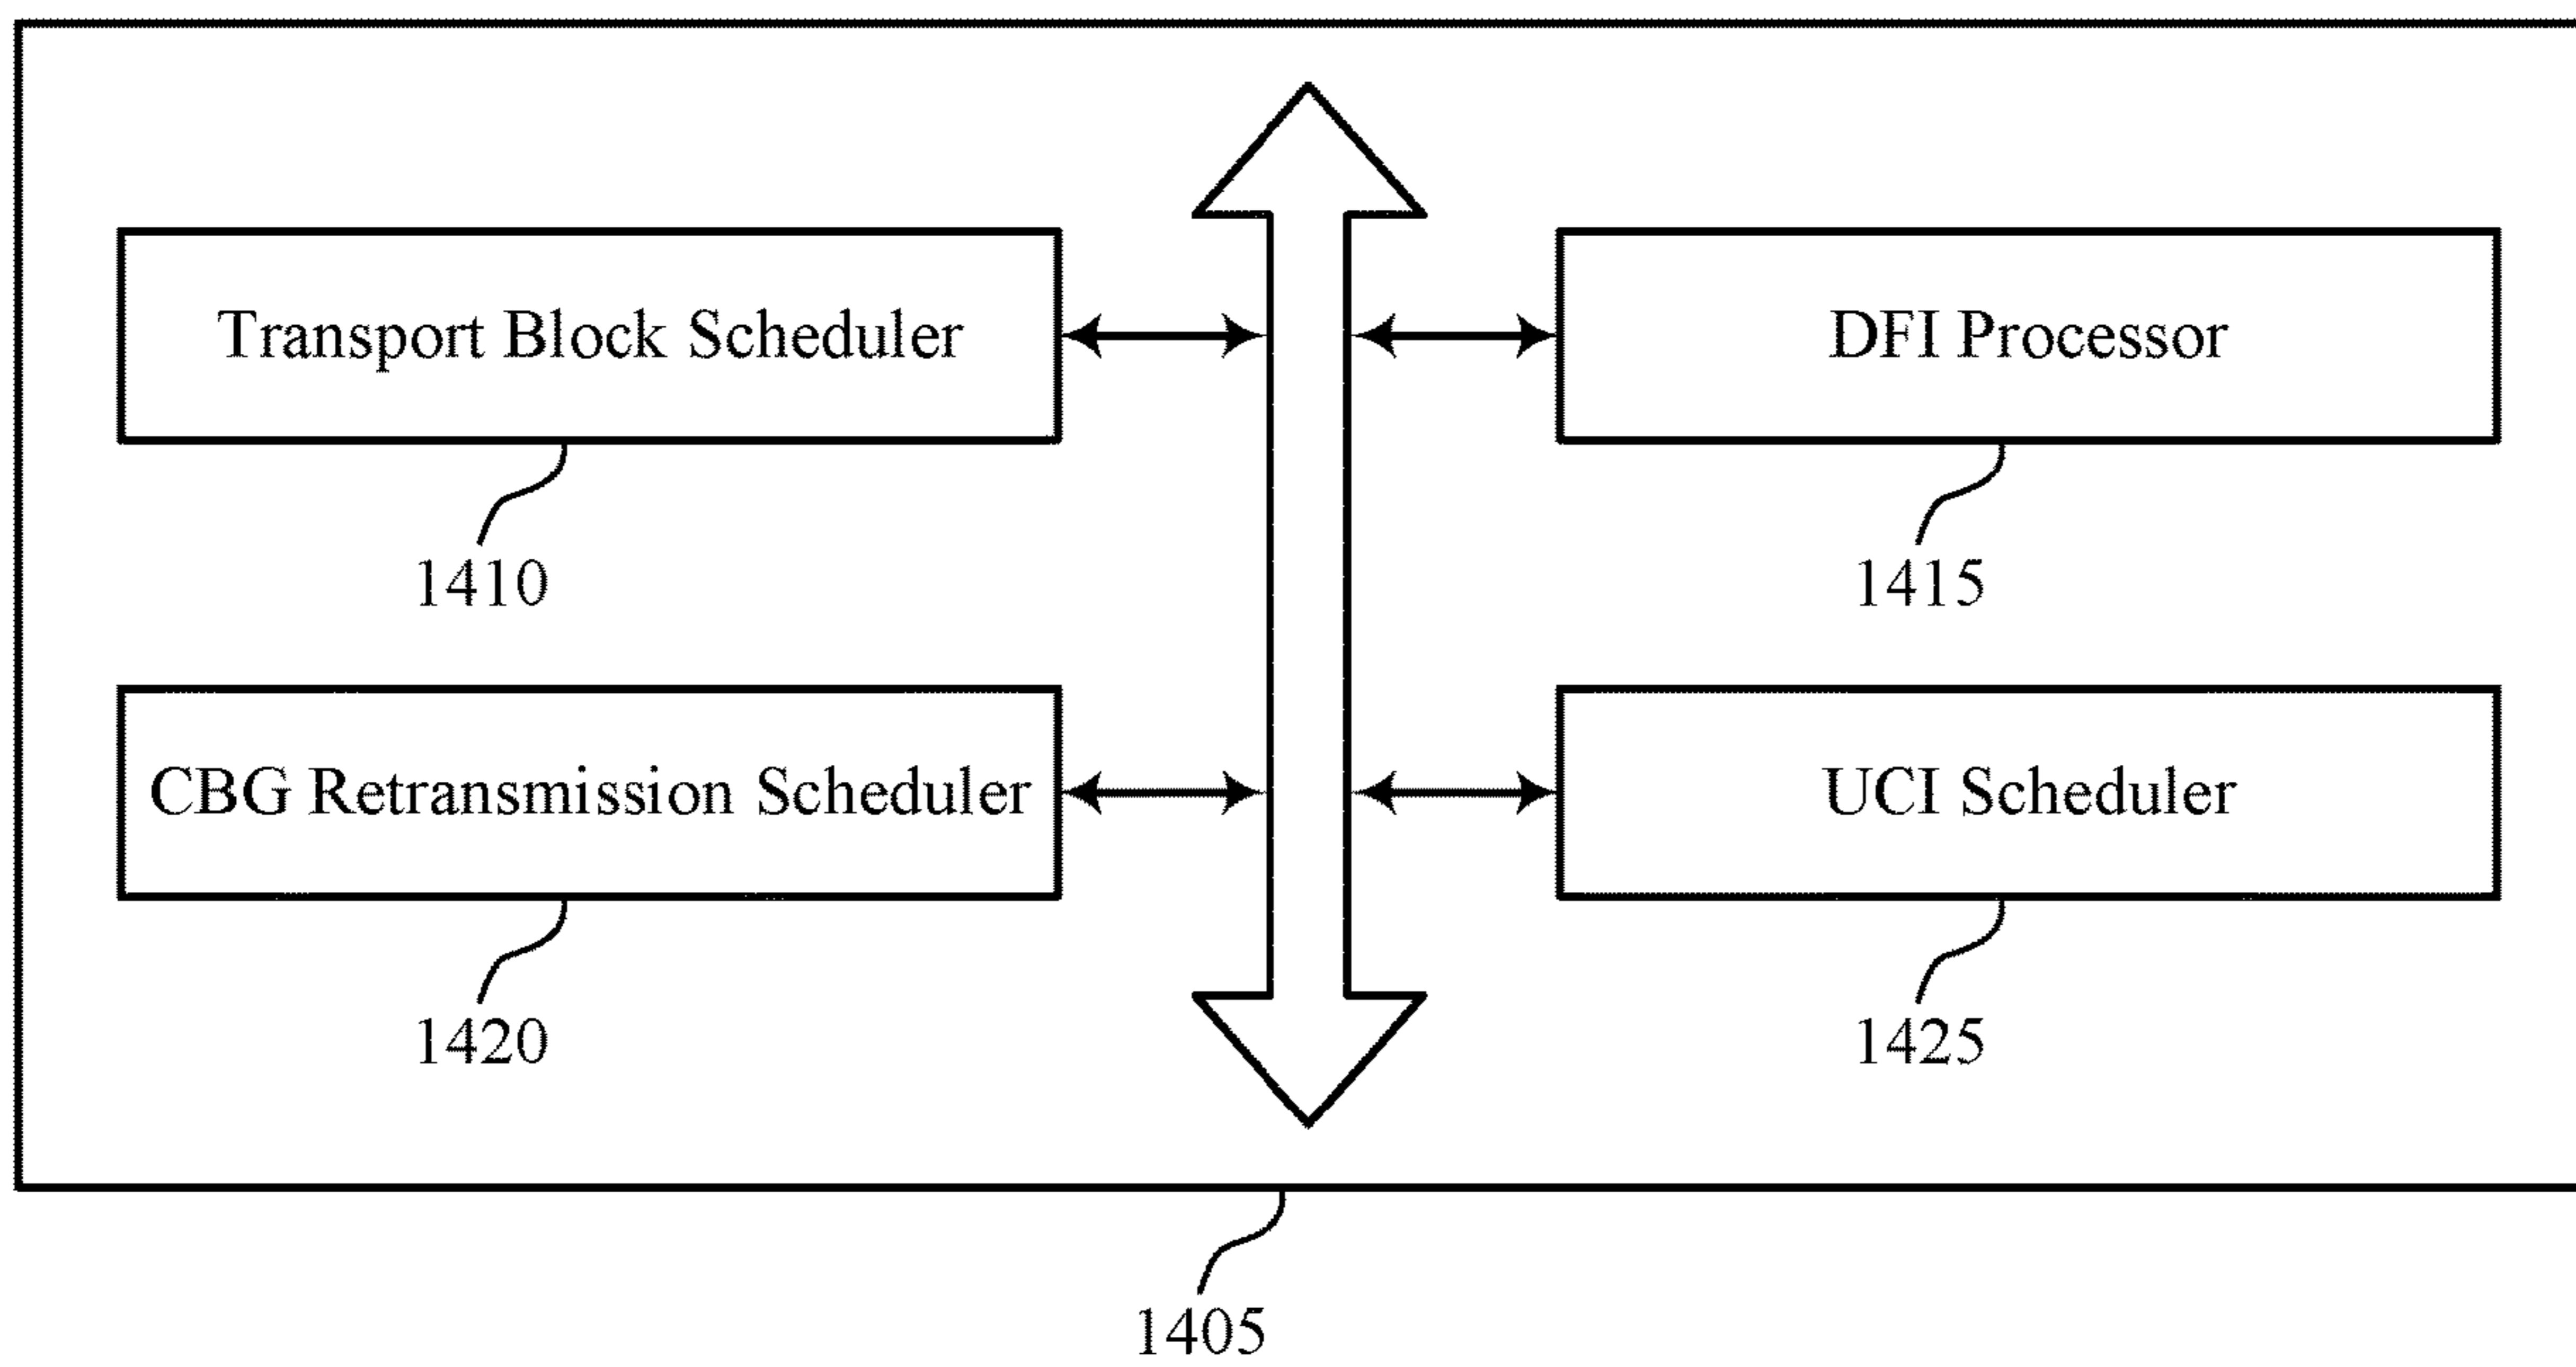 Transport Block Scheduler
DFI Processor
1410
1415
CBG Retransmission Scheduler
UCI Scheduler
1420
1425
1405